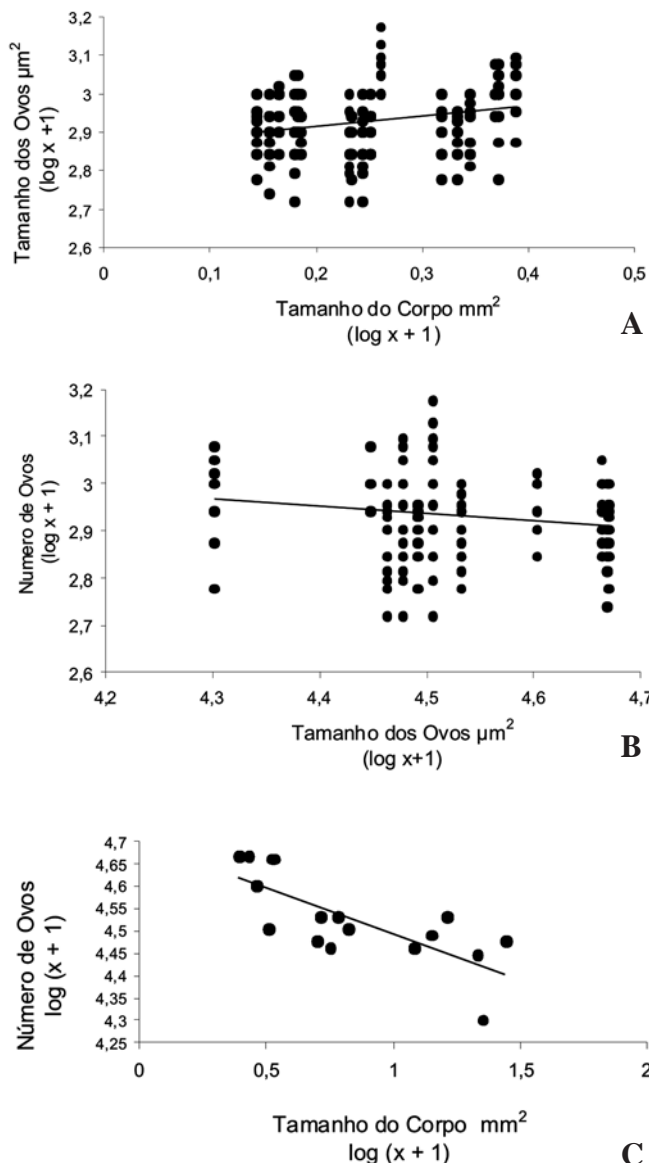 3,2
3,1
3
2,9
2,8
2,7
2,6
Tamanho dos Ovos µm²
(log x +1)
0
0,1
0,2
0,3
0,4
0,5
Tamanho do Corpo mm²
(log x + 1)
A
3,2
3,1
3
2,9
2,8
2,7
2,6
Numero de Ovos
(log x + 1)
4,2
4,3
4,4
4,5
4,6
4,7
Tamanho dos Ovos µm²
(log x+1)
B
4,7
4,65
4,6
4,55
4,5
4,45
4,4
4,35
4,3
4,25
Número de Ovos
log (x + 1)
0
0,5
1
1,5
2
Tamanho do Corpo mm²
log (x + 1)
C